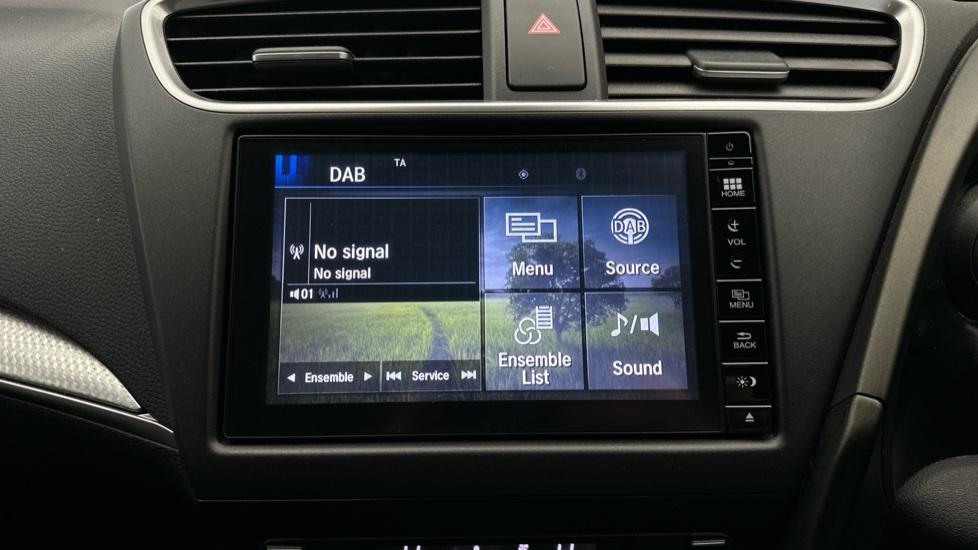 TA
DAB
No signal
No signal
01
Ensemble
Service
Menu
DAB
Source
Ensemble
List
Sound
HOME
VOL
MENU
BACK